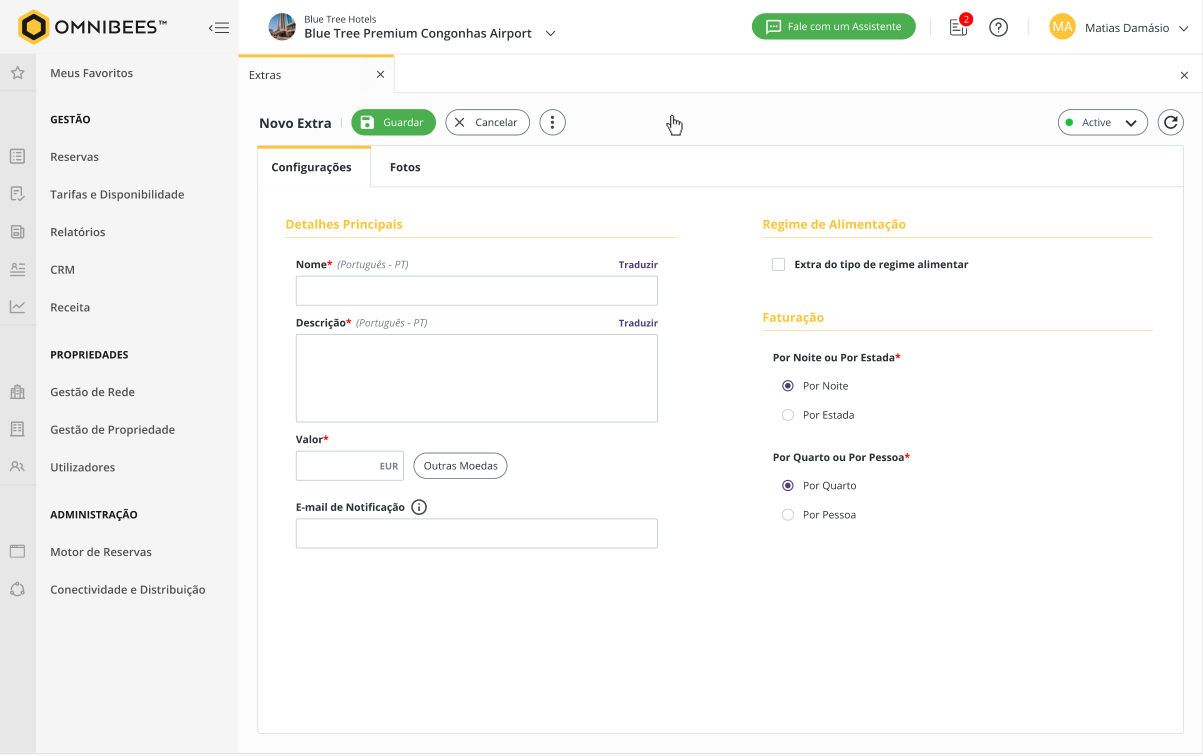 OMNIBEES™
Blue Tree Hotels
Blue Tree Premium Congonhas Airport
Fale com um Assistente
2
MA
Matias Damásio
Meus Favoritos
GESTÃO
Reservas
Tarifas e Disponibilidade
Relatórios
CRM
Receita
PROPRIEDADES
Gestão de Rede
Gestão de Propriedade
Utilizadores
ADMINISTRAÇÃO
Motor de Reservas
Conectividade e Distribuição
Extras
Novo Extra
Guardar
Cancelar
Active
Configurações
Fotos
Detalhes Principais
Nome* (Português - PT)
Traduzir
Descrição* (Português - PT)
Traduzir
Valor*
EUR
Outras Moedas
E-mail de Notificação
Regime de Alimentação
Extra do tipo de regime alimentar
Faturação
Por Noite ou Por Estada*
Por Noite
Por Estada
Por Quarto ou Por Pessoa*
Por Quarto
Por Pessoa